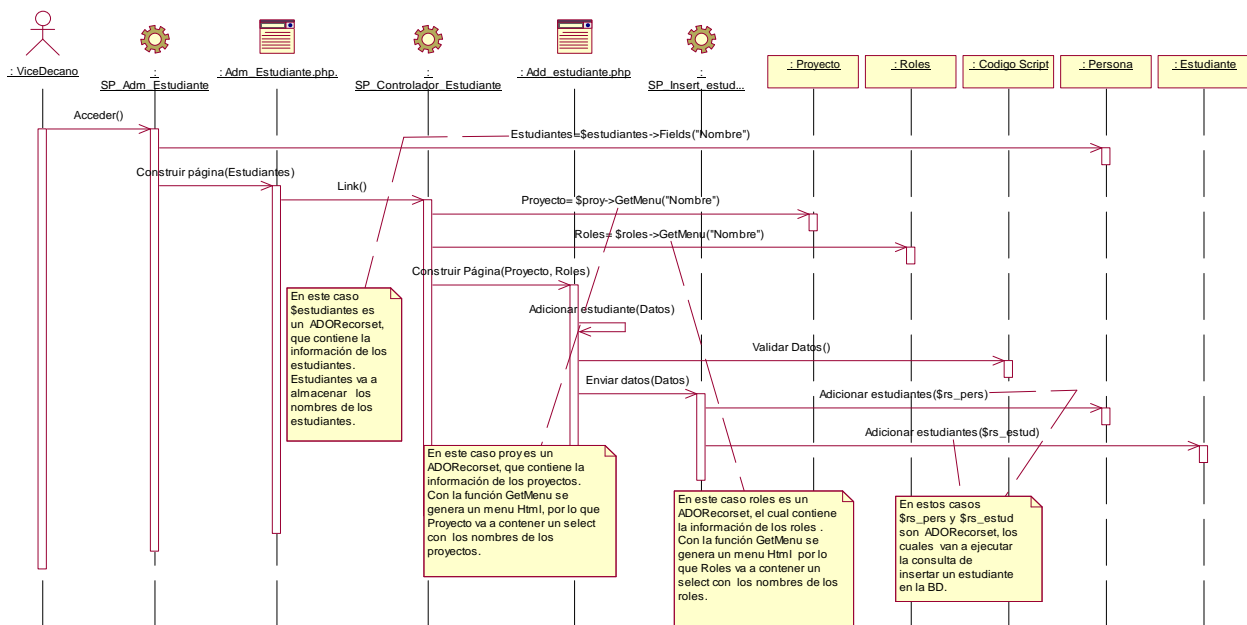 : ViceDecano
:
SP_Adm_Estudiante
: Adm_Estudiante.php.
:
SP_Controlador_Estudiante
: Add_estudiante.php
:
SP_Insert_estud...
: Proyecto
: Roles
: Codigo Script
: Persona
: Estudiante
Acceder()
Estudiantes=$estudiantes->Fields("Nombre")
Construir página(Estudiantes)
Link()
Proyecto= $proy->GetMenu("Nombre")
Roles= $roles->GetMenu("Nombre")
Construir Página(Proyecto, Roles)
Adicionar estudiante(Datos)
Validar Datos()
Enviar datos(Datos)
Adicionar estudiantes($rs_pers)
Adicionar estudiantes($rs_estud)
En este caso
$estudiantes es
un ADORecorset,
que contiene la
información de los
estudiantes.
Estudiantes va a
almacenar los
nombres de los
estudiantes.
En este caso proyes un
ADORecorset, que contiene la
información de los proyectos.
Con la función GetMenu se
genera un menu Html, por lo que
Proyecto va a contener un select
con los nombres de los
proyectos.
En este caso roles es un
ADORecorset, el cual contiene
la información de los roles .
Con la función GetMenu se
genera un menu Html por lo
que Roles va a contener un
select con los nombres de los
roles.
En estos casos
$rs_pers y $rs_estud
son ADORecorset, los
cuales van a ejecutar
la consulta de
insertar un estudiante
en la BD.